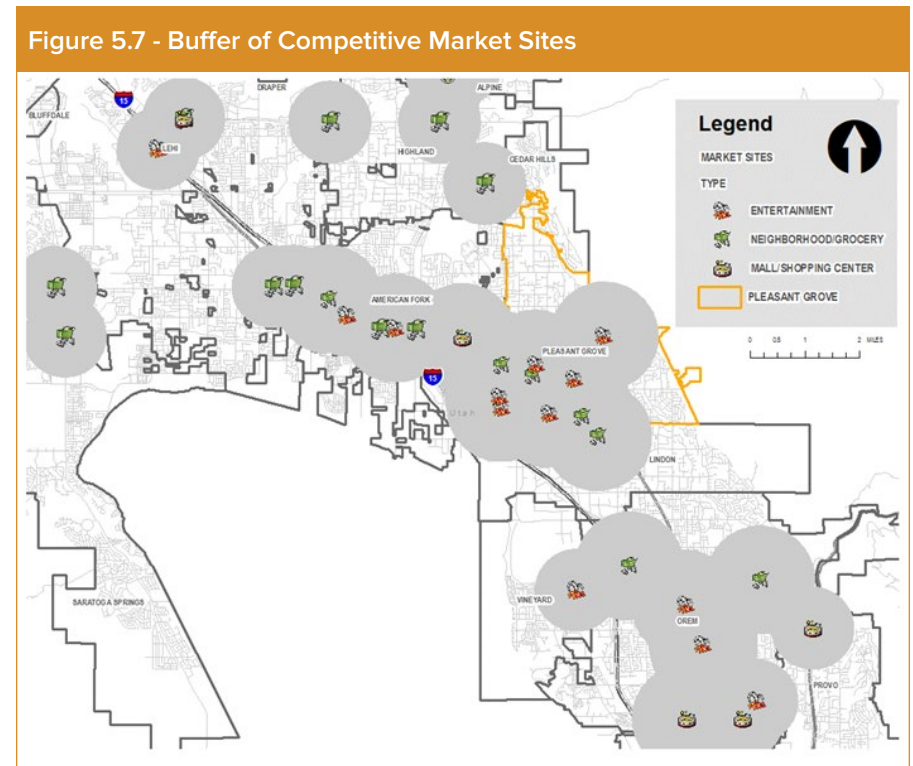 Figure 5.7 - Buffer of Competitive Market Sites
DRAPER
ALPINE
15
BLUFFDALE
LEHI
HIGHLAND
CEDAR HILLS
Legend
MARKET SITES
TYPE
ENTERTAINMENT
NEIGHBORHOOD/GROCERY
MALL/SHOPPING CENTER
PLEASANT GROVE
AMERICAN FORK
0 0.5 1 2 MILES
PLEASANT GROVE
15
Utah
LINDON
SARATOGA SPRINGS
VINEYARD
OREM
PROVO